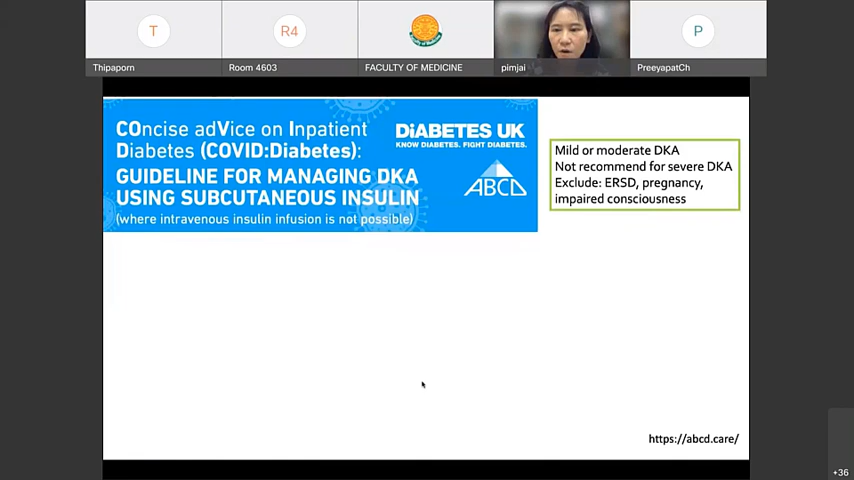 T
R4
P
Thipaporn
Room 4603
FACULTY OF MEDICINE
pimjai
PreeyapatCh
COncise adVice on Inpatient
Diabetes (COVID:Diabetes):
GUIDELINE FOR MANAGING DKA
USING SUBCUTANEOUS INSULIN
(where intravenous insulin infusion is not possible)
DiABETES UK
KNOW DIABETES. FIGHT DIABETES.
ABCD
Mild or moderate DKA
Not recommend for severe DKA
Exclude: ERSD, pregnancy,
impaired consciousness
https://abcd.care/
+36